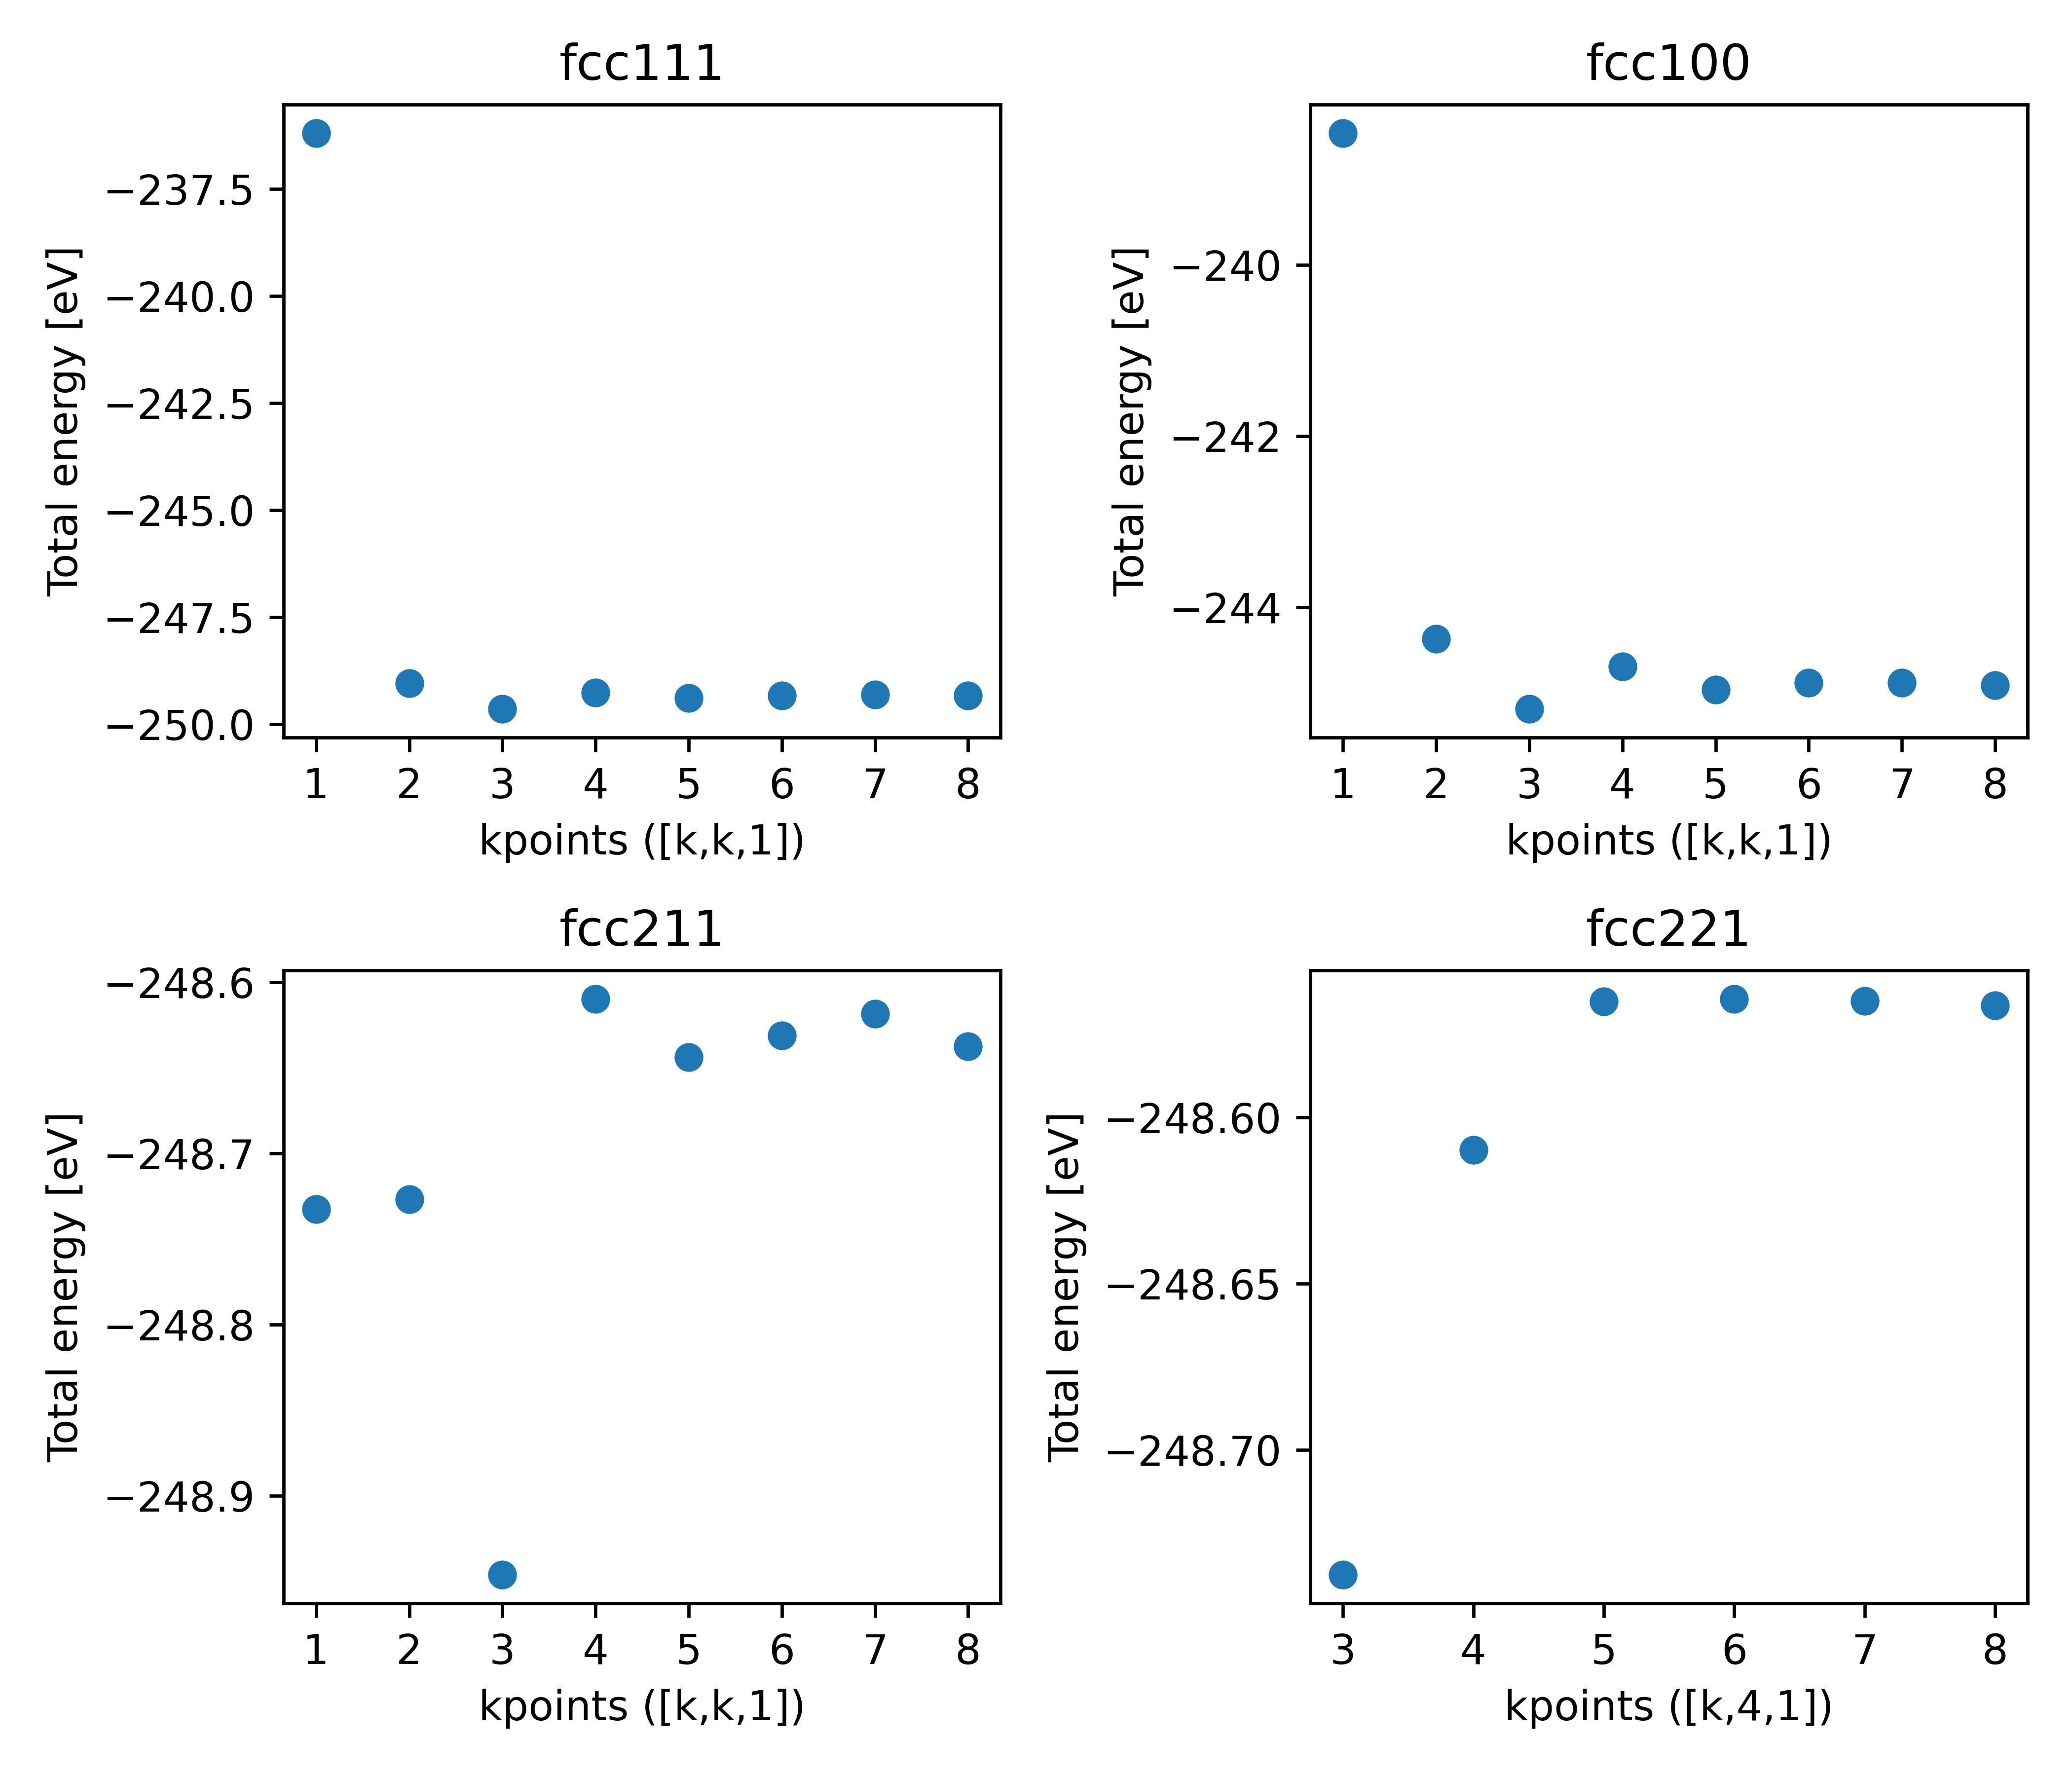 fcc111
Total energy [eV]
−237.5
−240.0
−242.5
−245.0
−247.5
−250.0
1 2 3 4 5 6 7 8
kpoints ([k,k,1])
fcc100
Total energy [eV]
−240
−242
−244
1 2 3 4 5 6 7 8
kpoints ([k,k,1])
fcc211
Total energy [eV]
−248.6
−248.7
−248.8
−248.9
1 2 3 4 5 6 7 8
kpoints ([k,k,1])
fcc221
Total energy [eV]
−248.60
−248.65
−248.70
3 4 5 6 7 8
kpoints ([k,4,1])